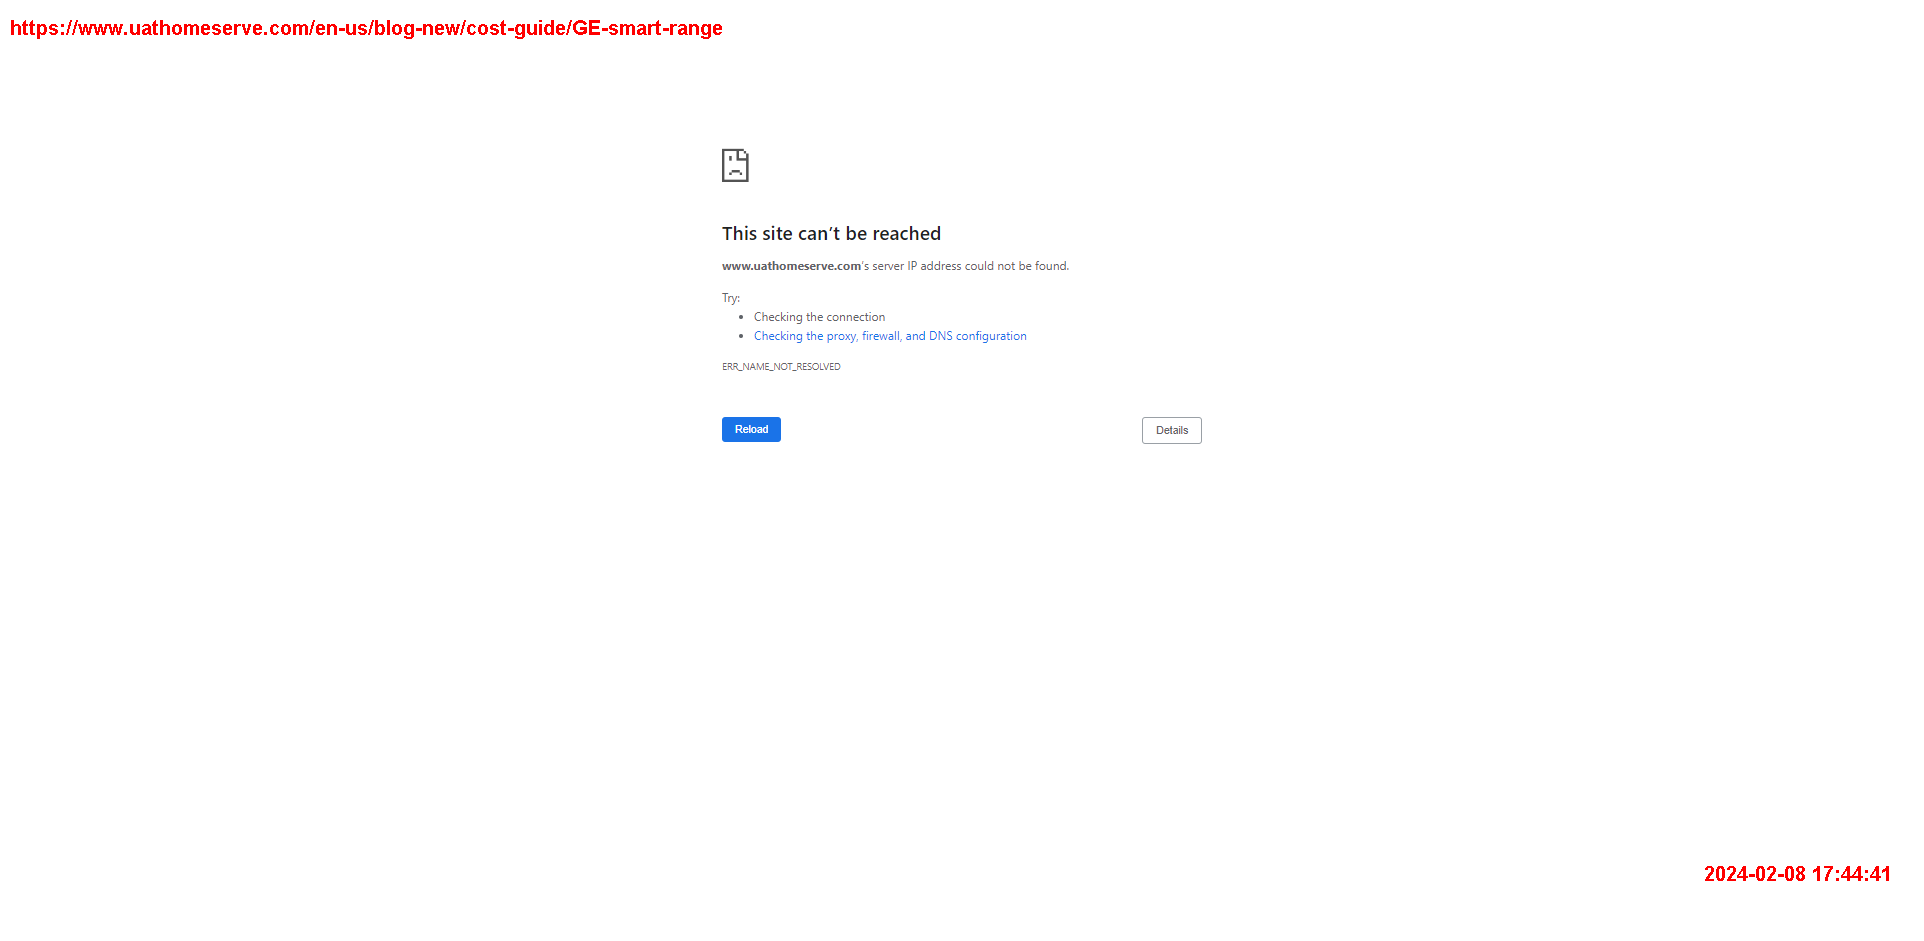 https://www.uathomeserve.com/en-us/blog-new/cost-guide/GE-smart-range
This site can’t be reached
www.uathomeserve.com’s server IP address could not be found.
Try:
• Checking the connection
• Checking the proxy, firewall, and DNS configuration
ERR_NAME_NOT_RESOLVED
Reload
Details
2024-02-08 17:44:41